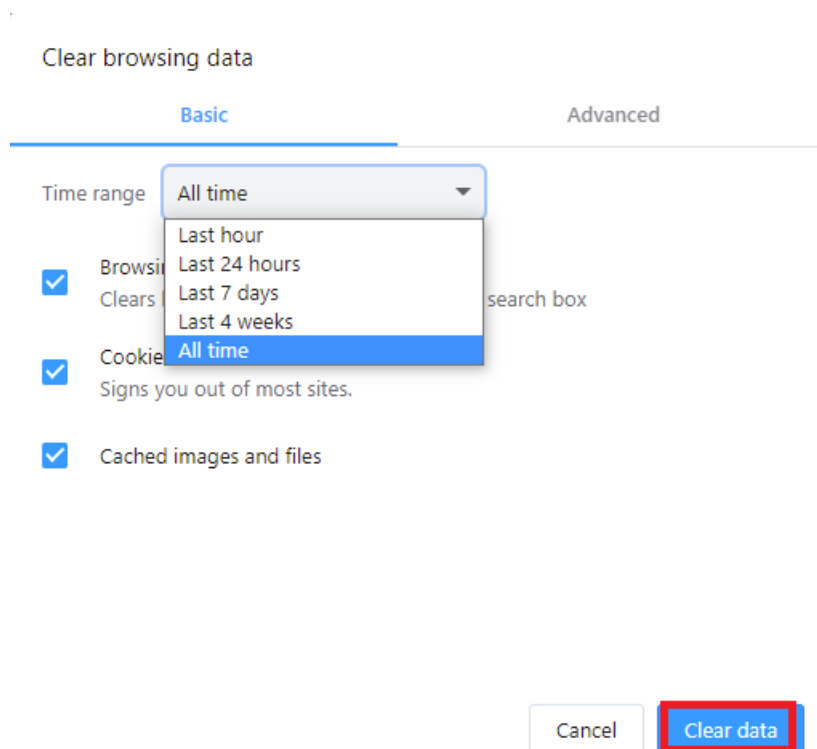 Clear browsing data
Basic Advanced
Time range All time
Last hour
Last 24 hours
Last 7 days
Last 4 weeks
All time
Clears search box
Signs you out of most sites.
Cached images and files
Cancel Clear data